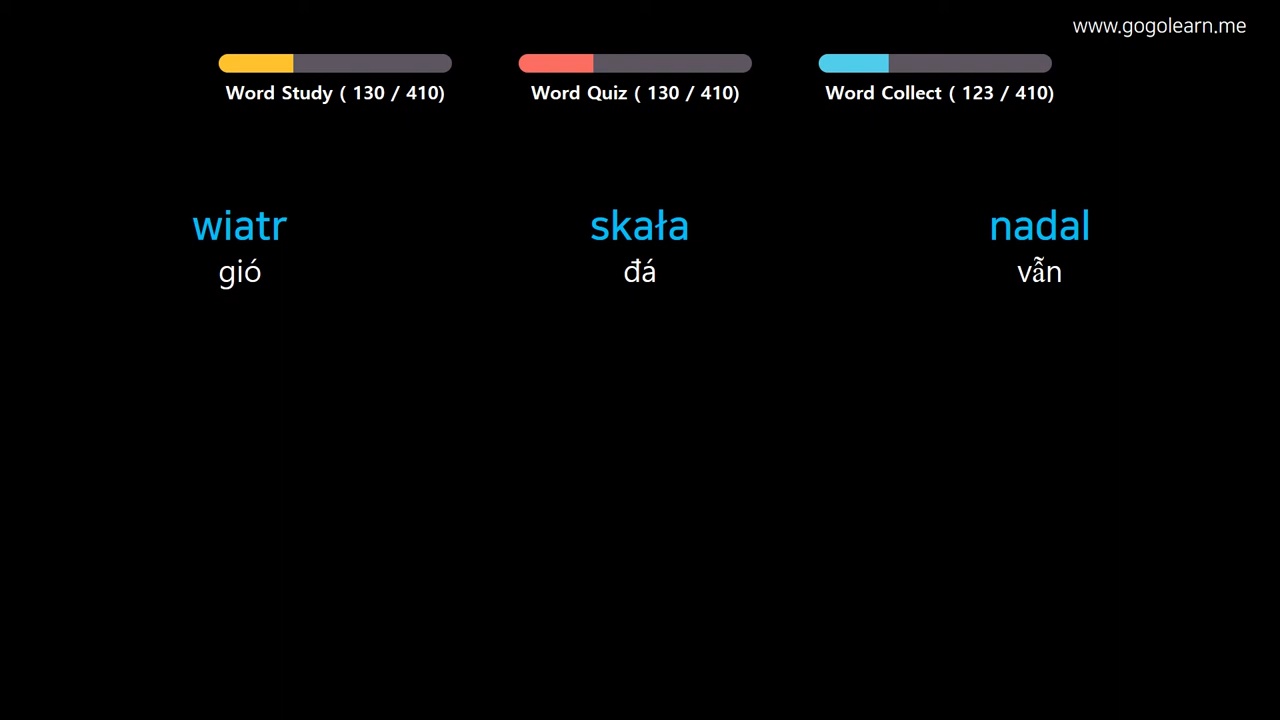 www.gogolearn.me
Word Study ( 130 / 410)
Word Quiz ( 130 / 410)
Word Collect ( 123 / 410)
wiatr
gió
skała
đá
nadal
vẫn